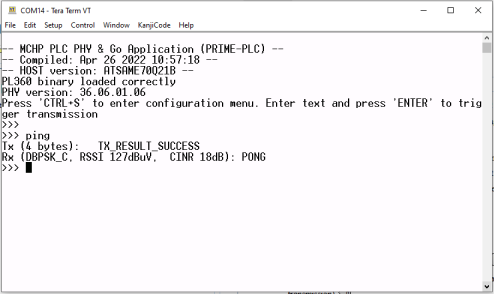 COM14 - Tera Term VT
File Edit Setup Control Window KanjiCode Help
-- MCHP PLC PHY & Go Application (PRIME-PLC) --
-- Compiled: Apr 26 2022 10:57:18 --
-- HOST version: ATSAME70Q21B --
PL360 binary loaded correctly
PHY version: 36.06.01.06
Press 'CTRL+S' to enter configuration menu. Enter text and press 'ENTER' to trig
ger transmission
>>>
>>> ping
Tx (4 bytes): TX_RESULT_SUCCESS
Rx (DBPSK_C, RSSI 127dBuV, CINR 18dB): PONG
>>>